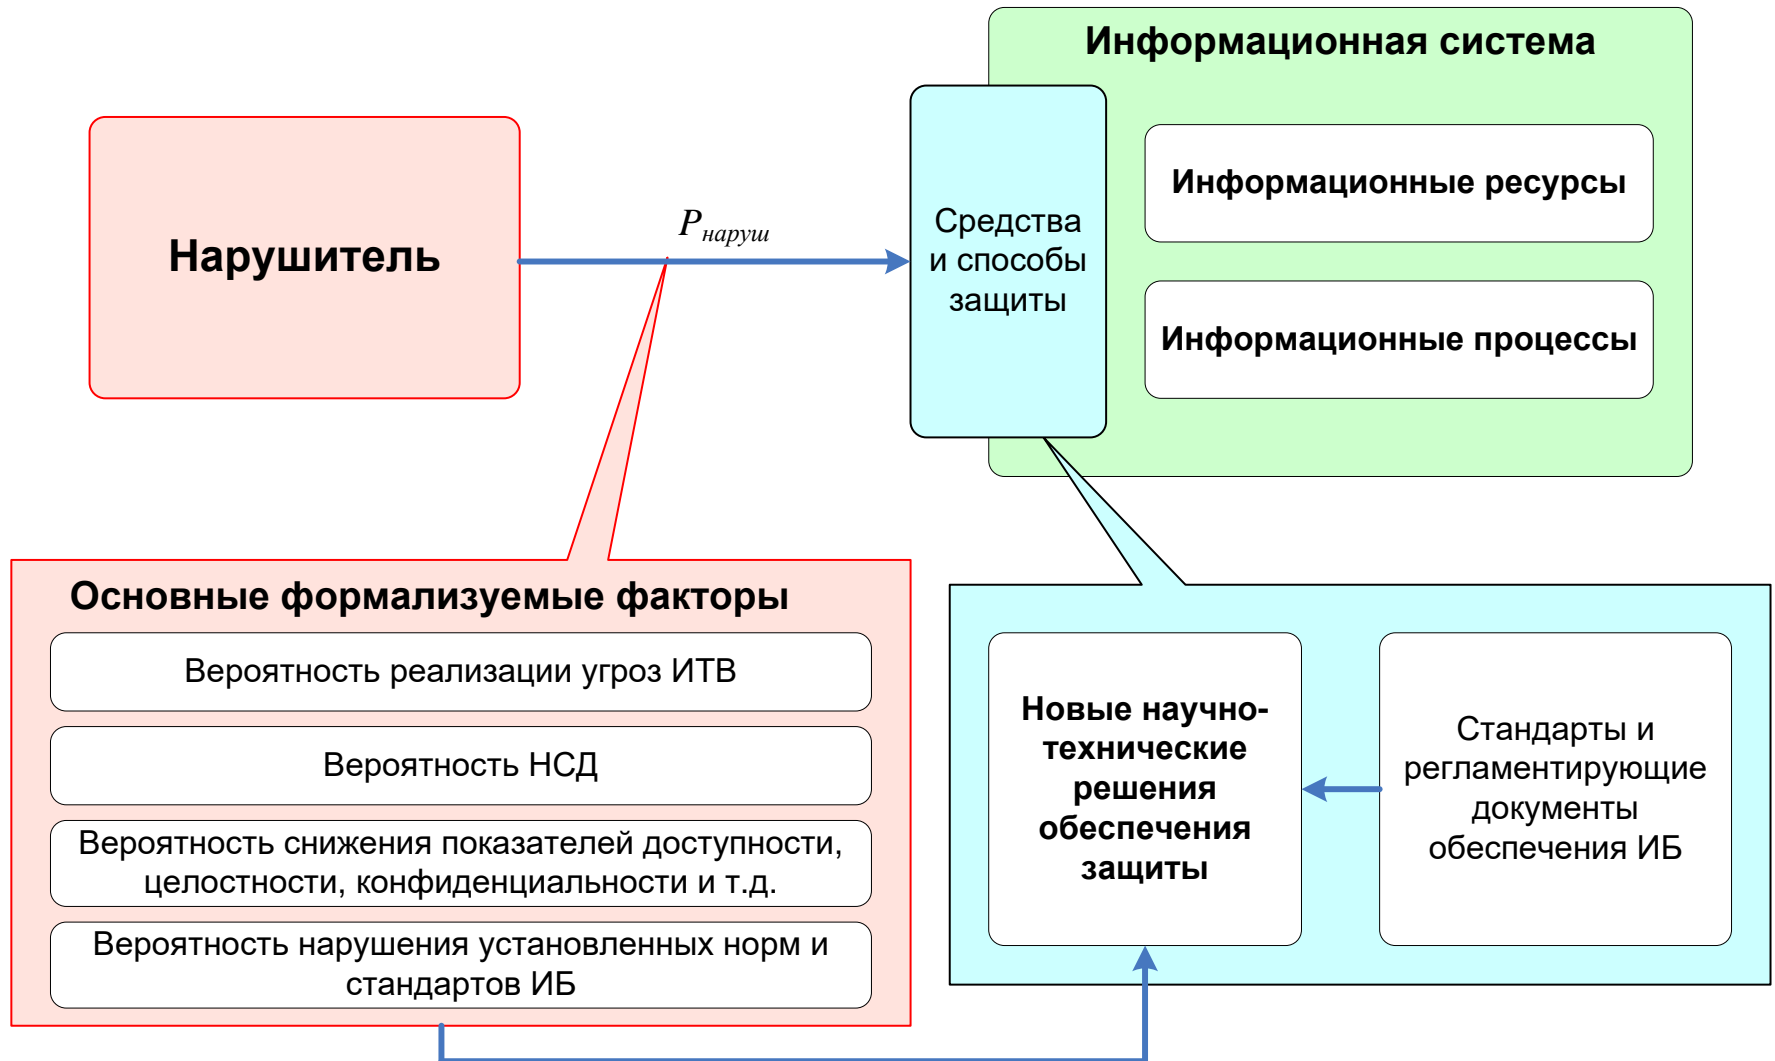 Информационная система
Нарушитель
P наруш
Средства
и способы
защиты
Информационные ресурсы
Информационные процессы
Основные формализуемые факторы
Вероятность реализации угроз ИТВ
Вероятность НСД
Вероятность снижения показателей доступности,
целостности, конфиденциальности и т.д.
Вероятность нарушения установленных норм и
стандартов ИБ
Новые научно-
технические
решения
обеспечения
защиты
Стандарты и
регламентирующие
документы
обеспечения ИБ